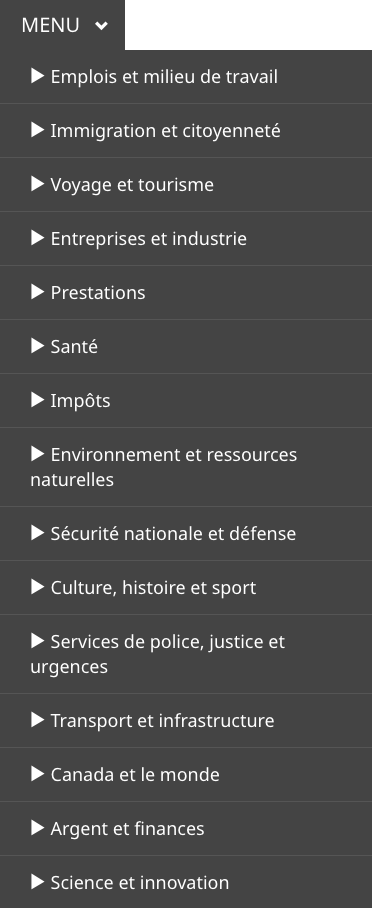 MENU
Emplois et milieu de travail
Immigration et citoyenneté
Voyage et tourisme
Entreprises et industrie
Prestations
Santé
Impôts
Environnement et ressources
naturelles
Sécurité nationale et défense
Culture, histoire et sport
Services de police, justice et
urgences
Transport et infrastructure
Canada et le monde
Argent et finances
Science et innovation